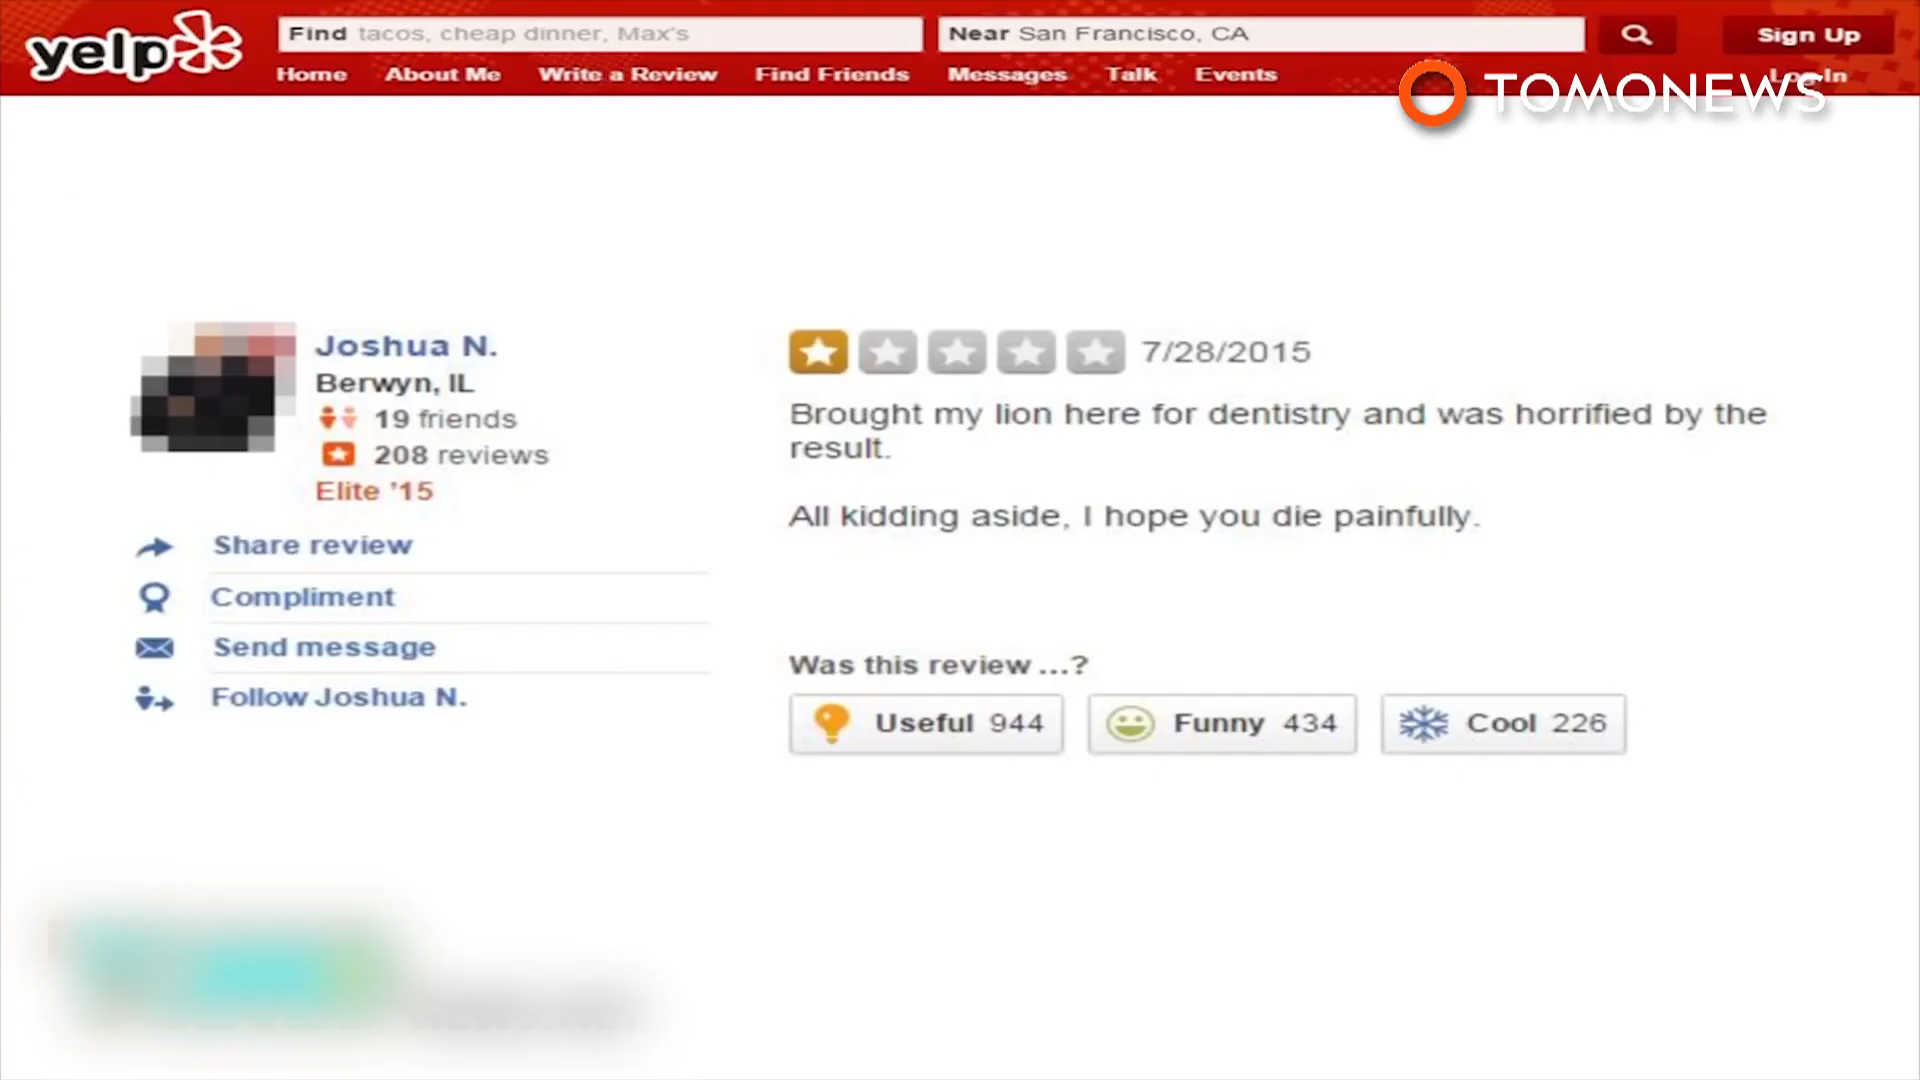 yelp
Find tacos, cheap dinner, Max's
Near San Francisco, CA
Sign Up
Home About Me Write a Review Find Friends Messages Talk Events
Log In
TOMONEWS
Joshua N.
Berwyn, IL
19 friends
208 reviews
Elite '15
Share review
Compliment
Send message
Follow Joshua N.
7/28/2015
Brought my lion here for dentistry and was horrified by the
result.
All kidding aside, I hope you die painfully.
Was this review ...?
Useful 944
Funny 434
Cool 226